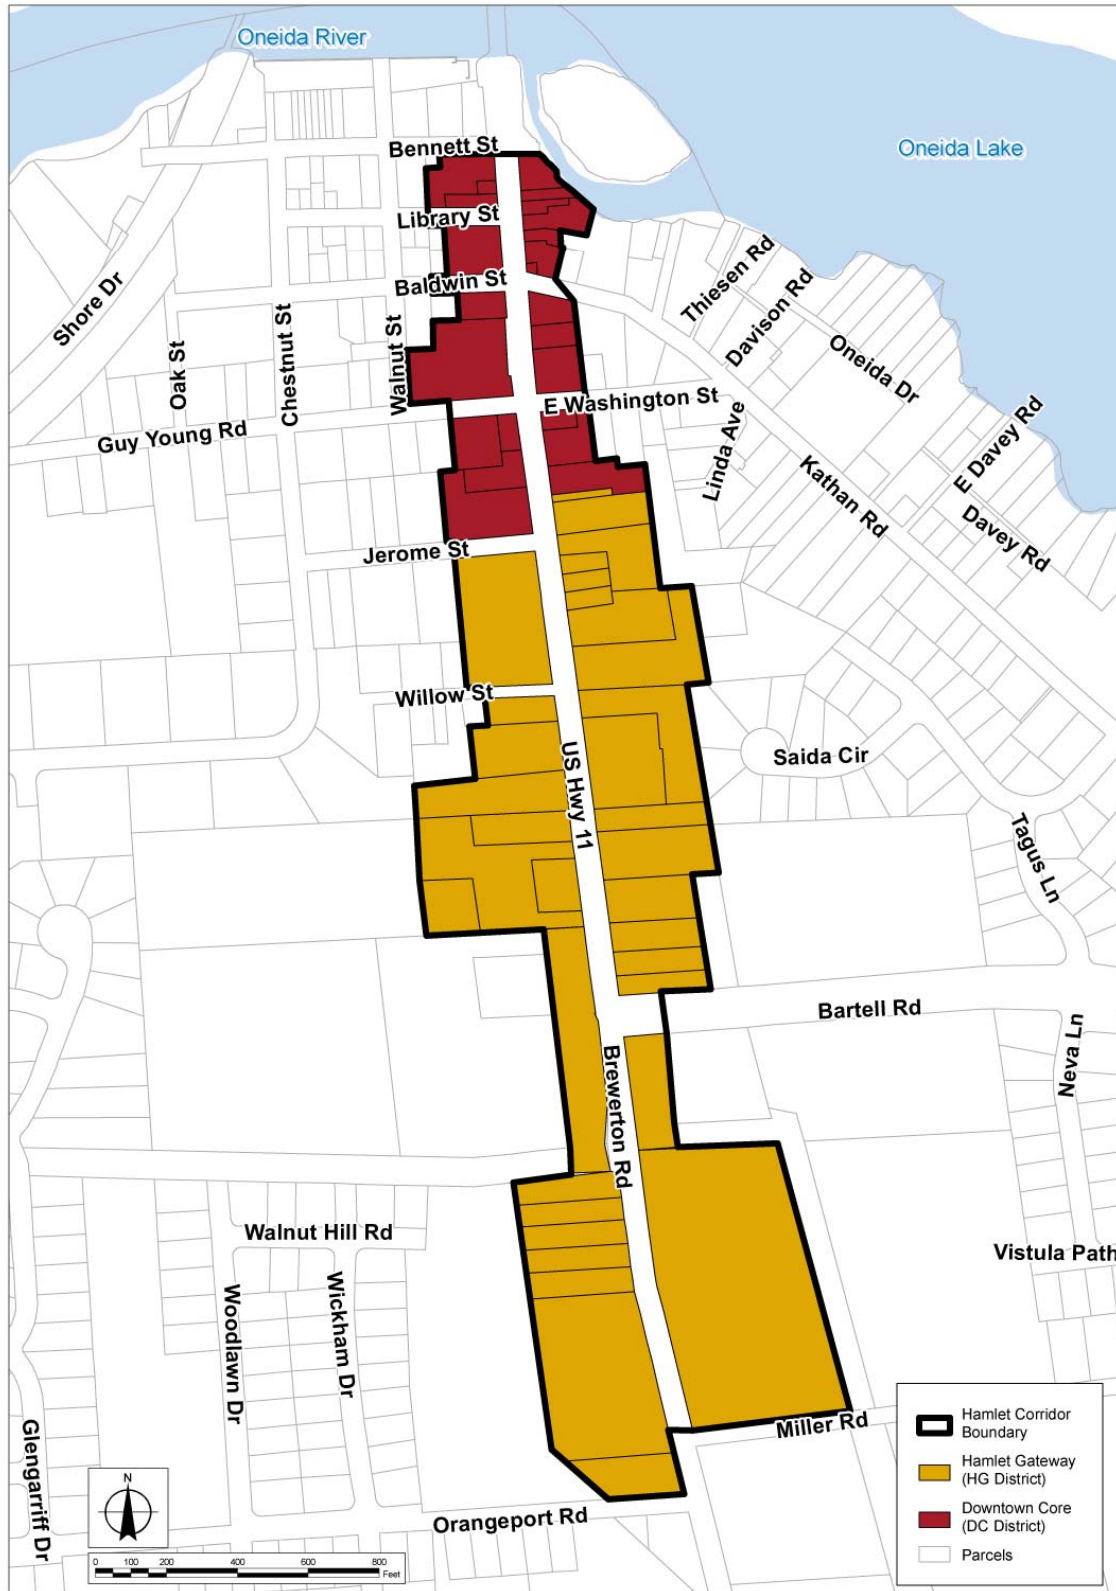 Oneida River
Oneida Lake
Bennett St
Library St
Baldwin St
Thiesen Rd
Davison Rd
Oneida Dr
Shore Dr
Oak St
Chestnut St
Walnut St
E Washington St
Guy Young Rd
Linda Ave
Kathan Rd
E Davey Rd
Davey Rd
Jerome St
Willow St
US Hwy 11
Saida Cir
Tagus Ln
Bartell Rd
Neva Ln
Brewerton Rd
Walnut Hill Rd
Vistula Path
Woodlawn Dr
Wickham Dr
Glengarriff Dr
Miller Rd
Orangeport Rd
Hamlet Corridor
Boundary
Hamlet Gateway
(HG District)
Downtown Core
(DC District)
Parcels
N
0 100 200 400 600 800
Feet